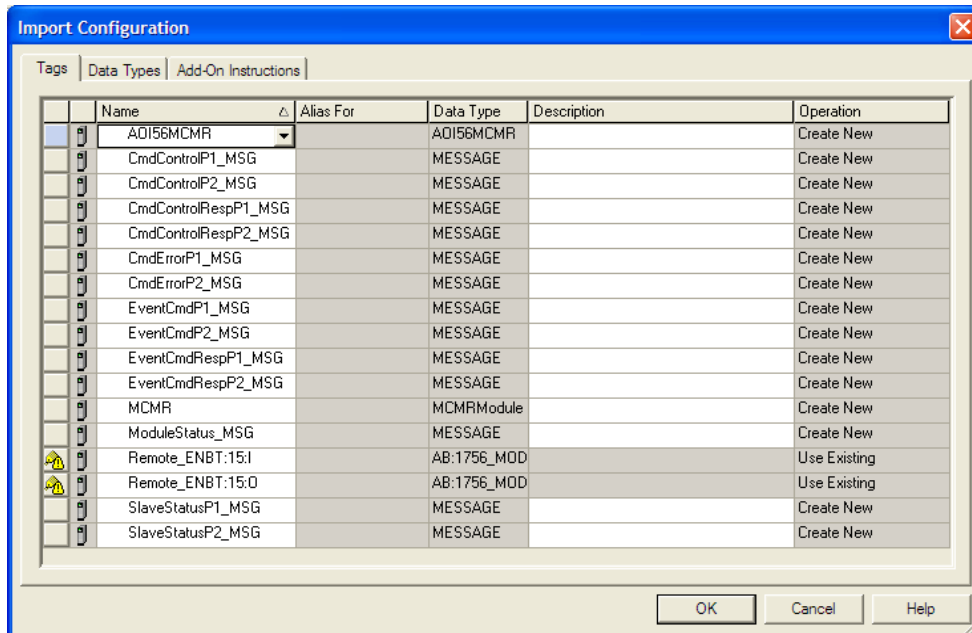 Import Configuration
Tags Data Types Add-On Instructions
Name Alias For Data Type Description Operation
AOI56MCMR AOI56MCMR Create New
CmdControlP1_MSG MESSAGE Create New
CmdControlP2_MSG MESSAGE Create New
CmdControlRespP1_MSG MESSAGE Create New
CmdControlRespP2_MSG MESSAGE Create New
CmdErrorP1_MSG MESSAGE Create New
CmdErrorP2_MSG MESSAGE Create New
EventCmdP1_MSG MESSAGE Create New
EventCmdP2_MSG MESSAGE Create New
EventCmdRespP1_MSG MESSAGE Create New
EventCmdRespP2_MSG MESSAGE Create New
MCMR MCMRModule Create New
ModuleStatus_MSG MESSAGE Create New
Remote_ENBT:15:I AB:1756_MOD Use Existing
Remote_ENBT:15:O AB:1756_MOD Use Existing
SlaveStatusP1_MSG MESSAGE Create New
SlaveStatusP2_MSG MESSAGE Create New
OK Cancel Help